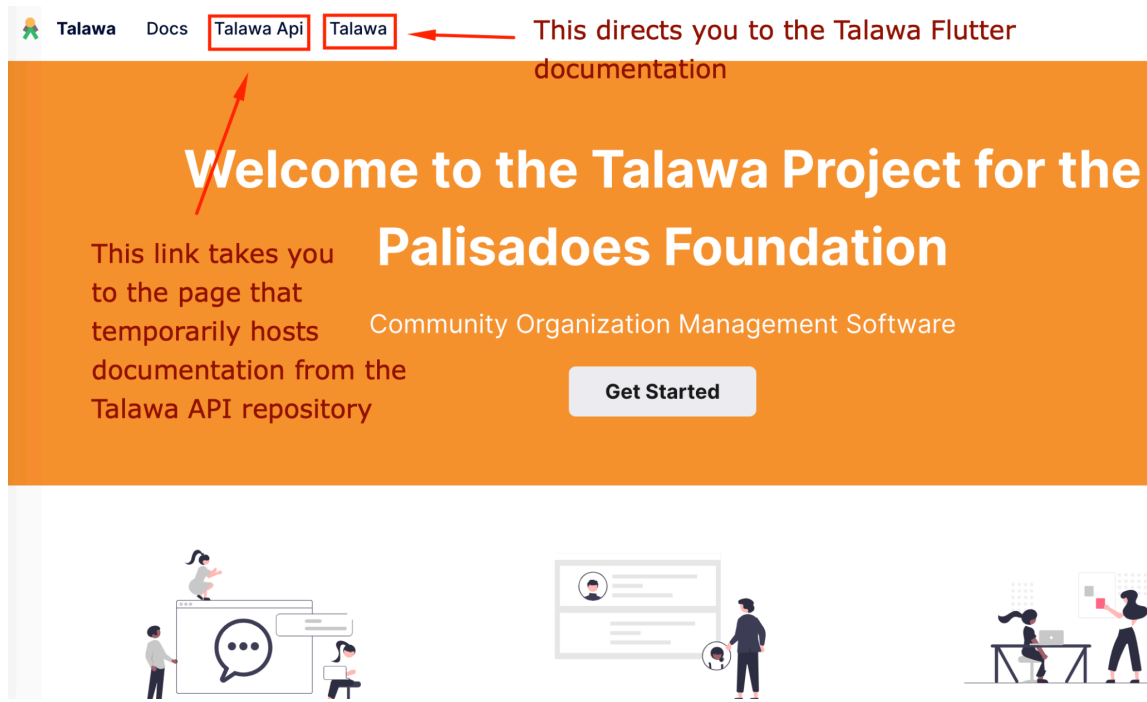 Talawa Docs Talawa Api Talawa
This directs you to the Talawa Flutter
documentation
Welcome to the Talawa Project for the
Palisadoes Foundation
This link takes you
to the page that
temporarily hosts
documentation from the
Talawa API repository
Community Organization Management Software
Get Started